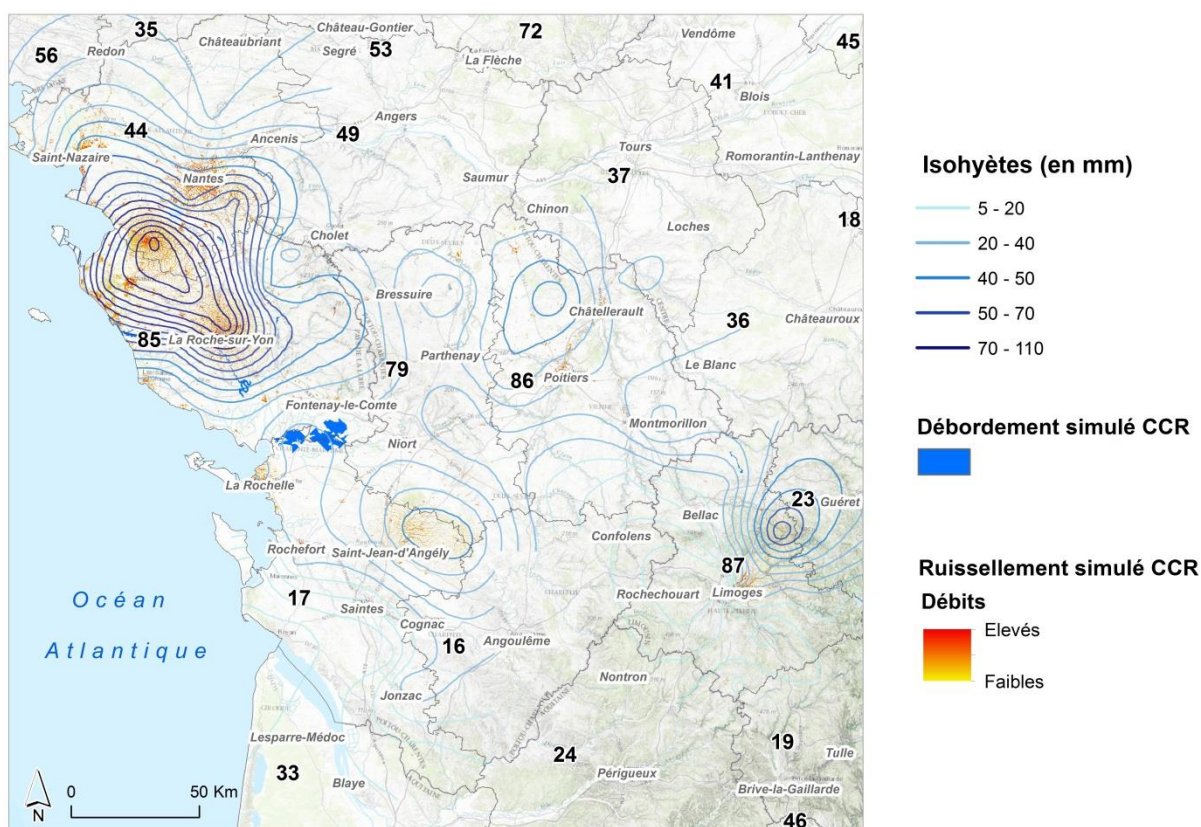 35
72
45
56
Redon
Châteaubriant
Château-Gontier
Segré
53
La Flèche
Vendôme
41
Blois
44
Ancenis
49
Angers
Tours
Romorantin-Lanthenay
Saint-Nazaire
Nantes
Saumur
37
Chinon
Loches
18
Cholet
Bressuire
Châtellerault
36
Châteauroux
85
La Roche-sur-Yon
Parthenay
79
86
Poitiers
Le Blanc
Fontenay-le-Comte
Niort
Montmorillon
La Rochelle
23
Guéret
Bellac
Rochefort
Saint-Jean-d'Angély
Confolens
87
Limoges
Rochechouart
17
Saintes
Cognac
16
Angoulême
Océan
Atlantique
Jonzac
Nontron
Lesparre-Médoc
24
19
Tulle
33
Blaye
Périgueux
Brive-la-Gaillarde
46
N
0
50 Km
Isohyètes (en mm)
5 - 20
20 - 40
40 - 50
50 - 70
70 - 110
Débordement simulé CCR
Ruissellement simulé CCR
Débits
Elevés
Faibles